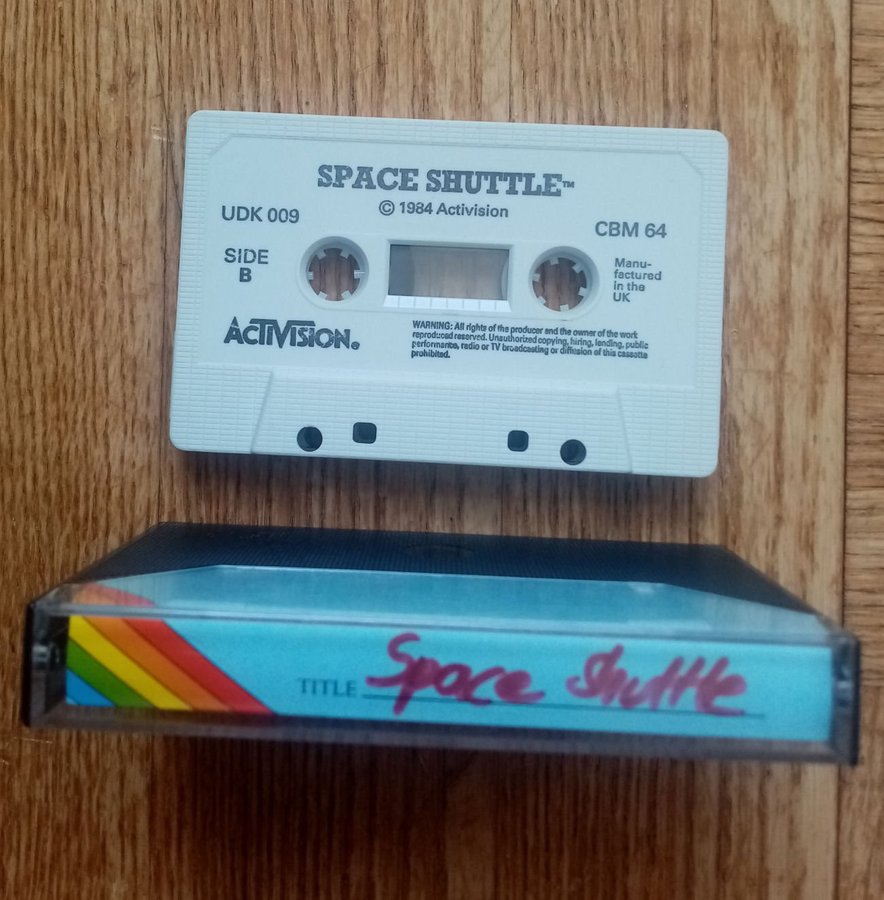 SPACE SHUTTLE™
© 1984 Activision
UDK 009
CBM 64
SIDE
B
Manu-
factured
in the
UK
ACTIVISION®
WARNING: All rights of the producer and the owner of the work
reproduced reserved. Unauthorized copying, hiring, lending, public
performance, radio or TV broadcasting or diffusion of this cassette
prohibited.
TITLE Space Shuttle